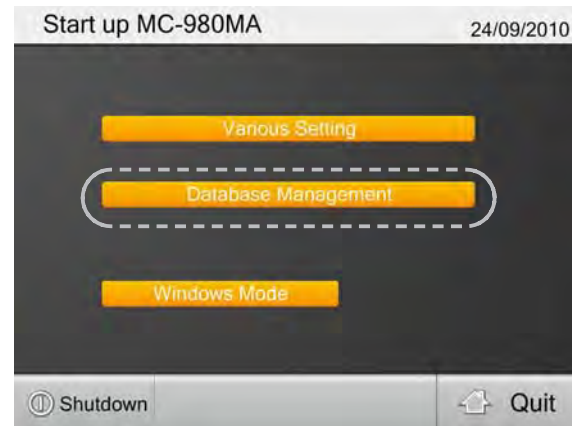 Start up MC-980MA
24/09/2010
Various Setting
Database Management
Windows Mode
Shutdown
Quit